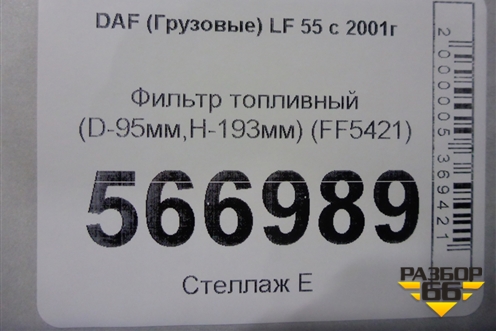 DAF (Грузовые) LF 55 с 2001г
Фильтр топливный
(D-95мм,H-193мм) (FF5421)
566989
Стеллаж Е
2000005369421
РАЗБОР
66